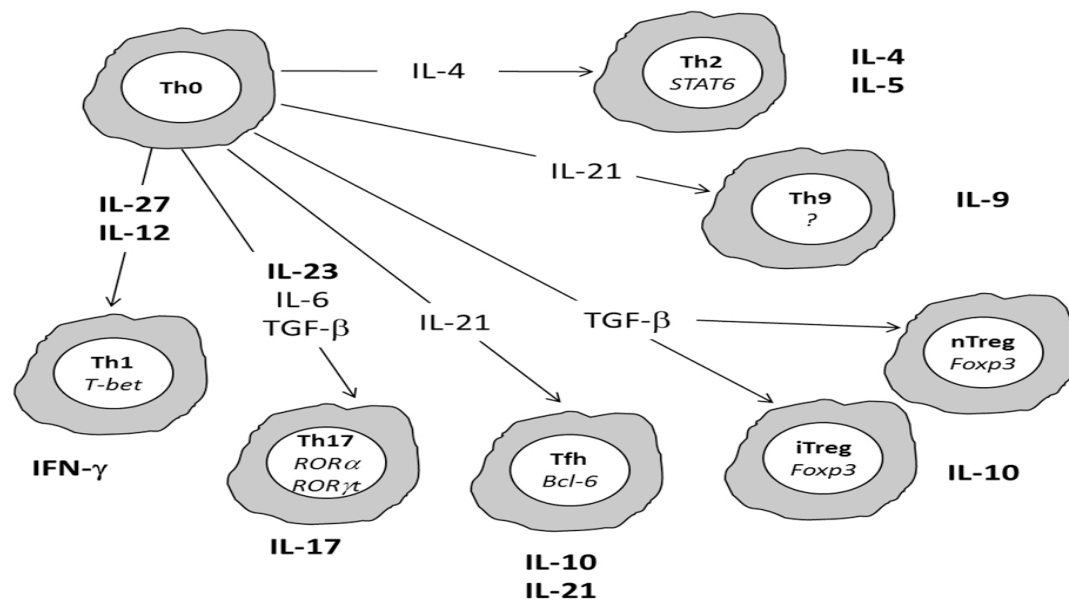 Th0
IL-4
Th2
STAT6
IL-4
IL-5
IL-21
Th9
?
IL-9
IL-27
IL-12
IL-23
IL-6
TGF-β
IL-21
TGF-β
nTreg
Foxp3
Th1
T-bet
IFN-γ
Th17
RORα
RORγt
IL-17
Tfh
Bcl-6
IL-10
IL-21
iTreg
Foxp3
IL-10